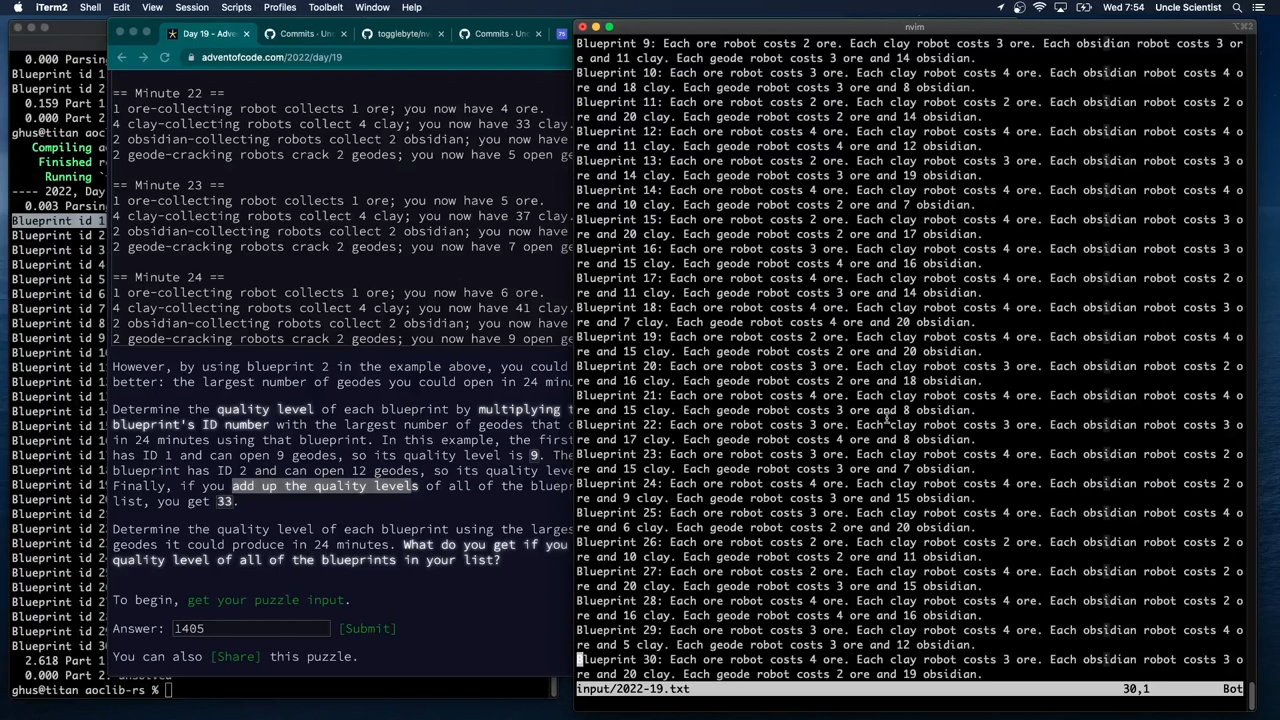 iTerm2 Shell Edit View Session Scripts Profiles Toolbelt Window Help
Wed 7:54 Uncle Scientist
0.000 Parsing
Blueprint id 1
Blueprint id 2
0.159 Part 1
0.000 Part 2
ghus@titan aoc
Compiling a
Finished r
Running `
---- 2022, Day
0.003 Parsing
Blueprint id 1
Blueprint id 2
Blueprint id 3
Blueprint id 4
Blueprint id 5
Blueprint id 6
Blueprint id 7
Blueprint id 8
Blueprint id 9
Blueprint id 1
Blueprint id 1
Blueprint id 1
Blueprint id 1
Blueprint id 1
Blueprint id 1
Blueprint id 1
Blueprint id 1
Blueprint id 1
Blueprint id 1
Blueprint id 2
Blueprint id 2
Blueprint id 2
Blueprint id 2
Blueprint id 2
Blueprint id 2
Blueprint id 2
Blueprint id 2
Blueprint id 2
Blueprint id 2
Blueprint id 3
2.618 Part 1
0.000 Part 2. unsolved
ghus@titan aoclib-rs %
Day 19 - Advent of Code 2022
Commits · Unc
togglebyte/nv
Commits · Unc
adventofcode.com/2022/day/19
== Minute 22 ==
1 ore-collecting robot collects 1 ore; you now have 4 ore.
4 clay-collecting robots collect 4 clay; you now have 33 clay.
2 obsidian-collecting robots collect 2 obsidian; you now have
2 geode-cracking robots crack 2 geodes; you now have 5 open g
== Minute 23 ==
1 ore-collecting robot collects 1 ore; you now have 5 ore.
4 clay-collecting robots collect 4 clay; you now have 37 clay.
2 obsidian-collecting robots collect 2 obsidian; you now have
2 geode-cracking robots crack 2 geodes; you now have 7 open g
== Minute 24 ==
1 ore-collecting robot collects 1 ore; you now have 6 ore.
4 clay-collecting robots collect 4 clay; you now have 41 clay.
2 obsidian-collecting robots collect 2 obsidian; you now have
2 geode-cracking robots crack 2 geodes; you now have 9 open g
However, by using blueprint 2 in the example above, you could
better: the largest number of geodes you could open in 24 minu
Determine the quality level of each blueprint by multiplying t
blueprint's ID number with the largest number of geodes that c
in 24 minutes using that blueprint. In this example, the first
has ID 1 and can open 9 geodes, so its quality level is 9. The
blueprint has ID 2 and can open 12 geodes, so its quality leve
Finally, if you add up the quality levels of all of the bluepr
list, you get 33.
Determine the quality level of each blueprint using the larges
geodes it could produce in 24 minutes. What do you get if you
quality level of all of the blueprints in your list?
To begin, get your puzzle input.
Answer: 1405 [Submit]
You can also [Share] this puzzle.
nvim
⌥⌘2
Blueprint 9: Each ore robot costs 2 ore. Each clay robot costs 3 ore. Each obsidian robot costs 3 or
e and 11 clay. Each geode robot costs 3 ore and 14 obsidian.
Blueprint 10: Each ore robot costs 3 ore. Each clay robot costs 4 ore. Each obsidian robot costs 4 o
re and 18 clay. Each geode robot costs 3 ore and 8 obsidian.
Blueprint 11: Each ore robot costs 2 ore. Each clay robot costs 2 ore. Each obsidian robot costs 2 o
re and 20 clay. Each geode robot costs 2 ore and 14 obsidian.
Blueprint 12: Each ore robot costs 4 ore. Each clay robot costs 4 ore. Each obsidian robot costs 4 o
re and 11 clay. Each geode robot costs 4 ore and 12 obsidian.
Blueprint 13: Each ore robot costs 2 ore. Each clay robot costs 4 ore. Each obsidian robot costs 3 o
re and 14 clay. Each geode robot costs 4 ore and 19 obsidian.
Blueprint 14: Each ore robot costs 4 ore. Each clay robot costs 4 ore. Each obsidian robot costs 4 o
re and 10 clay. Each geode robot costs 2 ore and 7 obsidian.
Blueprint 15: Each ore robot costs 2 ore. Each clay robot costs 4 ore. Each obsidian robot costs 3 o
re and 20 clay. Each geode robot costs 2 ore and 17 obsidian.
Blueprint 16: Each ore robot costs 3 ore. Each clay robot costs 4 ore. Each obsidian robot costs 3 o
re and 15 clay. Each geode robot costs 4 ore and 16 obsidian.
Blueprint 17: Each ore robot costs 4 ore. Each clay robot costs 4 ore. Each obsidian robot costs 2 o
re and 11 clay. Each geode robot costs 3 ore and 14 obsidian.
Blueprint 18: Each ore robot costs 4 ore. Each clay robot costs 3 ore. Each obsidian robot costs 4 o
re and 7 clay. Each geode robot costs 4 ore and 20 obsidian.
Blueprint 19: Each ore robot costs 2 ore. Each clay robot costs 4 ore. Each obsidian robot costs 4 o
re and 15 clay. Each geode robot costs 2 ore and 20 obsidian.
Blueprint 20: Each ore robot costs 3 ore. Each clay robot costs 4 ore. Each obsidian robot costs 2 o
re and 16 clay. Each geode robot costs 2 ore and 18 obsidian.
Blueprint 21: Each ore robot costs 4 ore. Each clay robot costs 4 ore. Each obsidian robot costs 4 o
re and 15 clay. Each geode robot costs 3 ore and 8 obsidian.
Blueprint 22: Each ore robot costs 3 ore. Each clay robot costs 3 ore. Each obsidian robot costs 2 o
re and 17 clay. Each geode robot costs 4 ore and 8 obsidian.
Blueprint 23: Each ore robot costs 2 ore. Each clay robot costs 4 ore. Each obsidian robot costs 2 o
re and 15 clay. Each geode robot costs 3 ore and 7 obsidian.
Blueprint 24: Each ore robot costs 4 ore. Each clay robot costs 4 ore. Each obsidian robot costs 2 o
re and 9 clay. Each geode robot costs 3 ore and 15 obsidian.
Blueprint 25: Each ore robot costs 3 ore. Each clay robot costs 4 ore. Each obsidian robot costs 3 o
re and 6 clay. Each geode robot costs 2 ore and 20 obsidian.
Blueprint 26: Each ore robot costs 2 ore. Each clay robot costs 3 ore. Each obsidian robot costs 2 o
re and 10 clay. Each geode robot costs 2 ore and 11 obsidian.
Blueprint 27: Each ore robot costs 3 ore. Each clay robot costs 4 ore. Each obsidian robot costs 2 o
re and 20 clay. Each geode robot costs 4 ore and 15 obsidian.
Blueprint 28: Each ore robot costs 4 ore. Each clay robot costs 4 ore. Each obsidian robot costs 2 o
re and 16 clay. Each geode robot costs 4 ore and 16 obsidian.
Blueprint 29: Each ore robot costs 3 ore. Each clay robot costs 4 ore. Each obsidian robot costs 4 o
re and 5 clay. Each geode robot costs 3 ore and 12 obsidian.
Blueprint 30: Each ore robot costs 4 ore. Each clay robot costs 3 ore. Each obsidian robot costs 3 o
re and 20 clay. Each geode robot costs 2 ore and 19 obsidian.
input/2022-19.txt 30,1 Bot